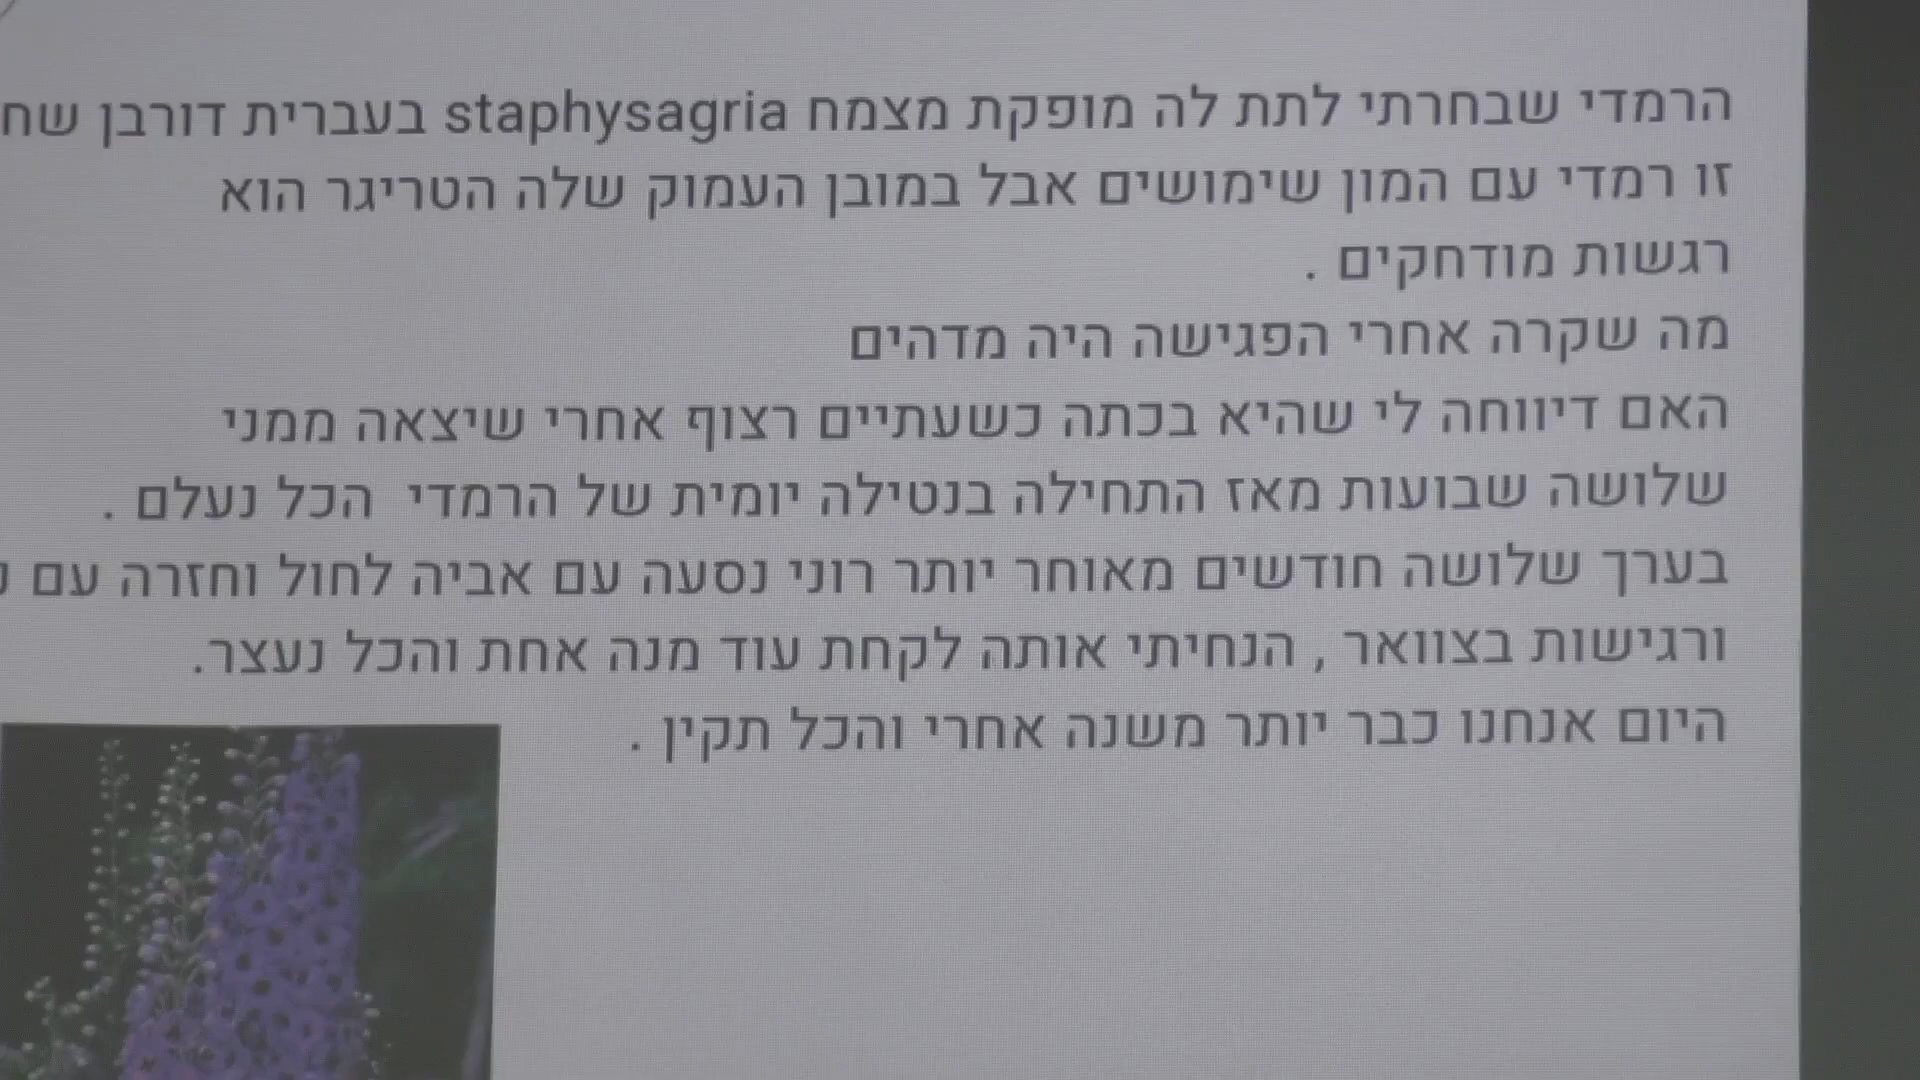 הרמדי שבחרתי לתת לה מופקת מצמח staphysagria בעברית דורבן
זו רמדי עם המון שימושים אבל במובן העמוק שלה הטריגר הוא
רגשות מודחקים .
מה שקרה אחרי הפגישה היה מדהים
האם דיווחה לי שהיא בכתה כשעתיים רצוף אחרי שיצאה ממני
שלושה שבועות מאז התחילה בנטילה יומית של הרמדי הכל נעלם .
בערך שלושה חודשים מאוחר יותר רוני נסעה עם אביה לחול וחזרה עם
ורגישות בצוואר , הנחיתי אותה לקחת עוד מנה אחת והכל נעצר.
היום אנחנו כבר יותר משנה אחרי והכל תקין .